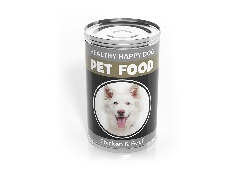 HEALTHY HAPPY DOG
PET FOOD
Chicken & Beef